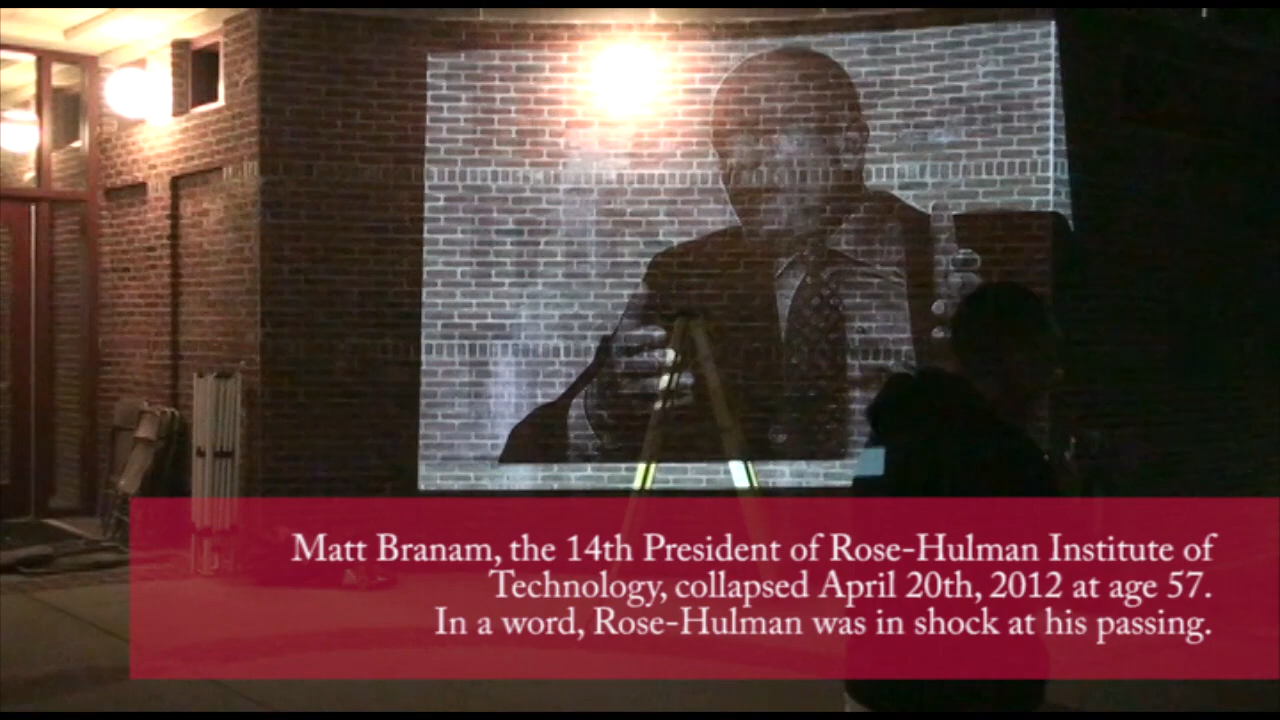 Matt Branam, the 14th President of Rose-Hulman Institute of
Technology, collapsed April 20th, 2012 at age 57.
In a word, Rose-Hulman was in shock at his passing.